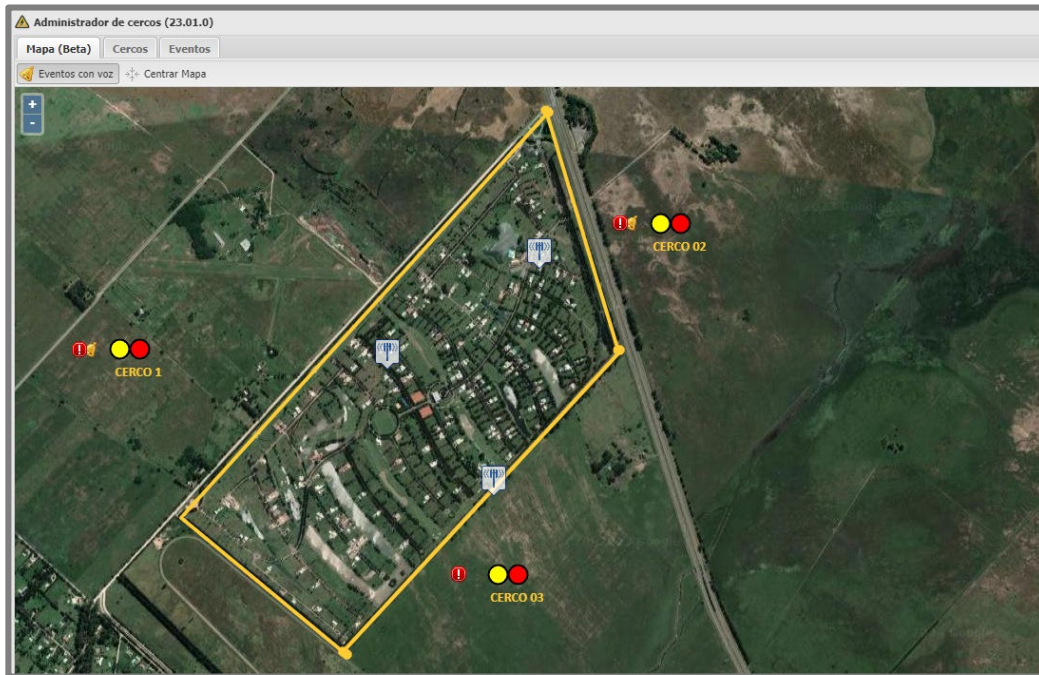 Administrador de cercos (23.01.0)
Mapa (Beta) Cercos Eventos
Eventos con voz Centrar Mapa
+
-
CERCO 02
CERCO 1
CERCO 03